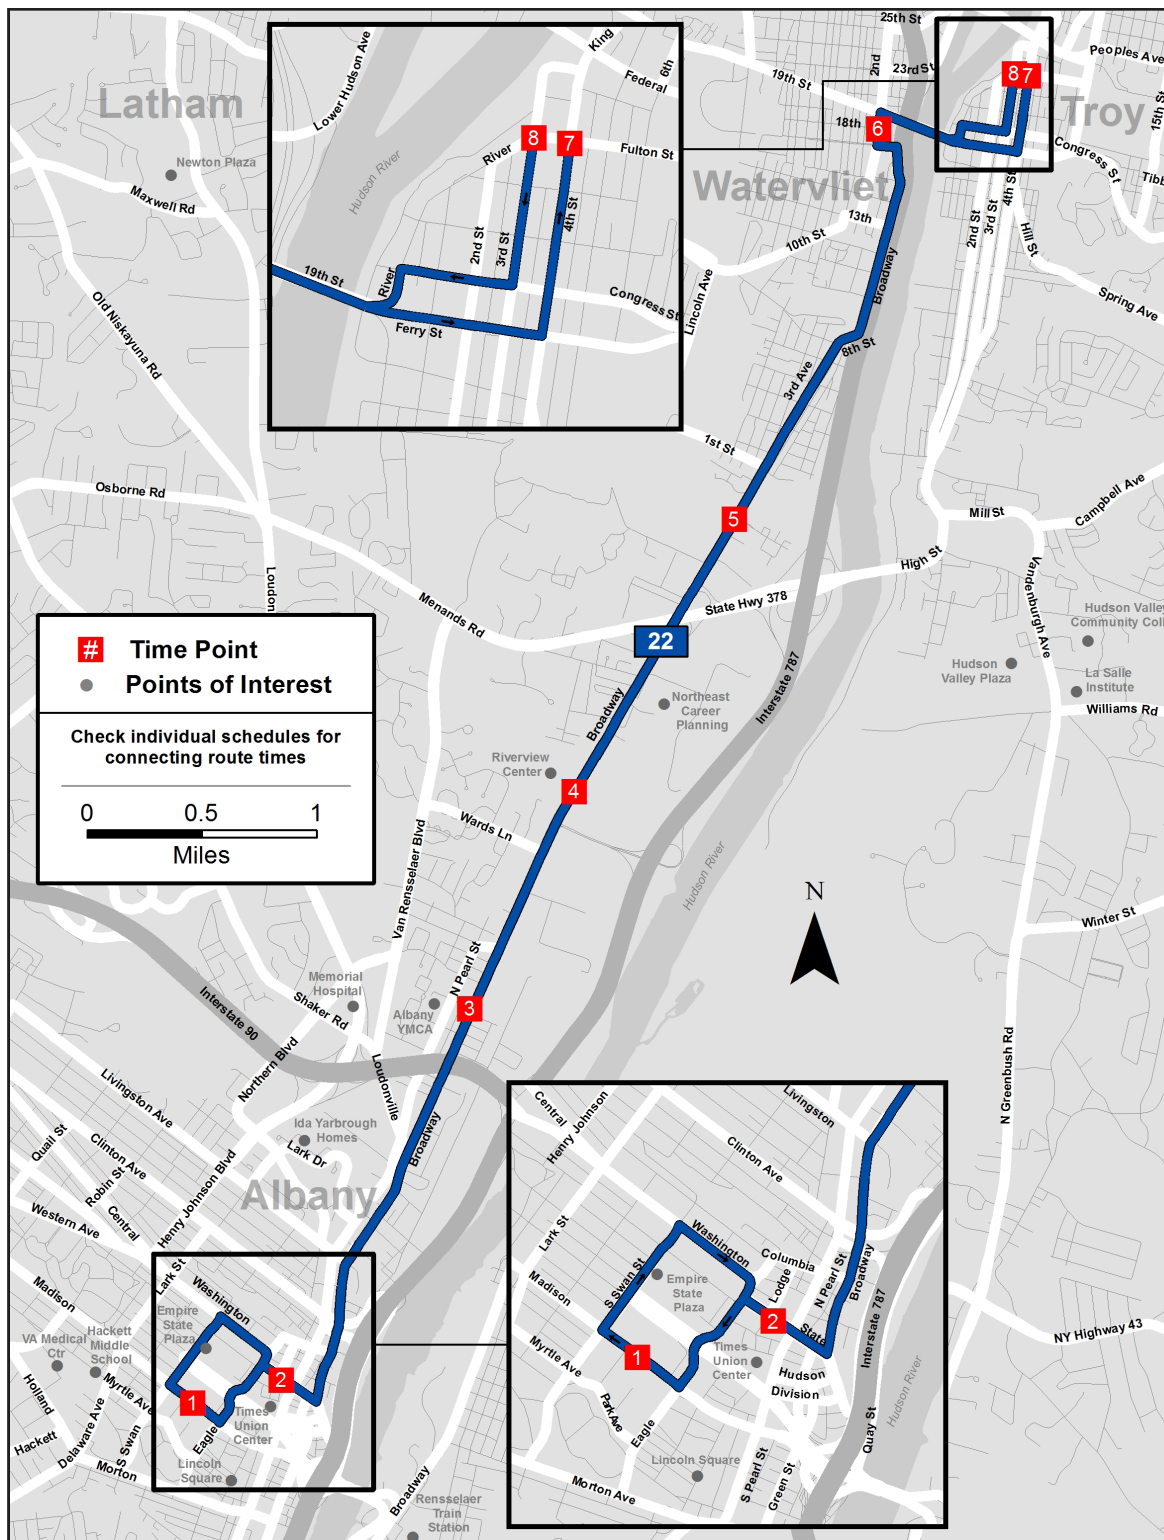 25th St
Peoples Ave
15th St
Latham
Newton Plaza
Maxwell Rd
Lower Hudson Ave
King
6th
Federal
River
8
7
Fulton St
Hudson River
4th St
2nd St
3rd St
19th St
River
Congress St
Ferry St
19th St
2nd
23rd St
18th
6
8
7
Troy
Congress St
Tibb
Watervliet
13th
10th St
Broadway
Lincoln Ave
2nd St
3rd St
4th St
Hill St
Spring Ave
8th St
3rd Ave
1st St
Old Niskayuna Rd
Osborne Rd
5
Mill St
Campbell Ave
High St
State Hwy 378
Menands Rd
Loudon
22
Vandenburgh Ave
Hudson Valley
Community Coll
Hudson
Valley Plaza
La Salle
Institute
Williams Rd
# Time Point
Points of Interest
Check individual schedules for
connecting route times
0 0.5 1
Miles
Northeast
Career
Planning
Interstate 787
Broadway
Riverview
Center
4
Wards Ln
Van Rensselaer Blvd
Hudson River
N
Winter St
N Pearl St
Memorial
Hospital
Albany
YMCA
3
Interstate 90
Shaker Rd
Northern Blvd
Loudonville
N Greenbush Rd
Livingston Ave
Quail St
Clinton Ave
Robin St
Central
Western Ave
Ida Yarbrough
Homes
Lark Dr
Broadway
Henry Johnson Blvd
Albany
Lark St
Washington
Madison
Empire
State
Plaza
VA Medical
Ctr
Hackett
Middle
School
Myrtle Ave
Holland
Hackett
Delaware Ave
S Swan
Morton
1
2
Eagle
Times
Union
Center
Lincoln
Square
Broadway
Rensselaer
Train
Station
NY Highway 43
Central
Henry Johnson
Livingston
Clinton Ave
Lark St
Washington
Columbia
Lodge
N Pearl St
Broadway
S Swan St
Empire
State
Plaza
Madison
2
State
Interstate 787
Myrtle Ave
1
Times
Union
Center
Hudson
Division
Hudson River
Park Ave
Eagle
Quay St
Lincoln Square
Morton Ave
S Pearl St
Green St